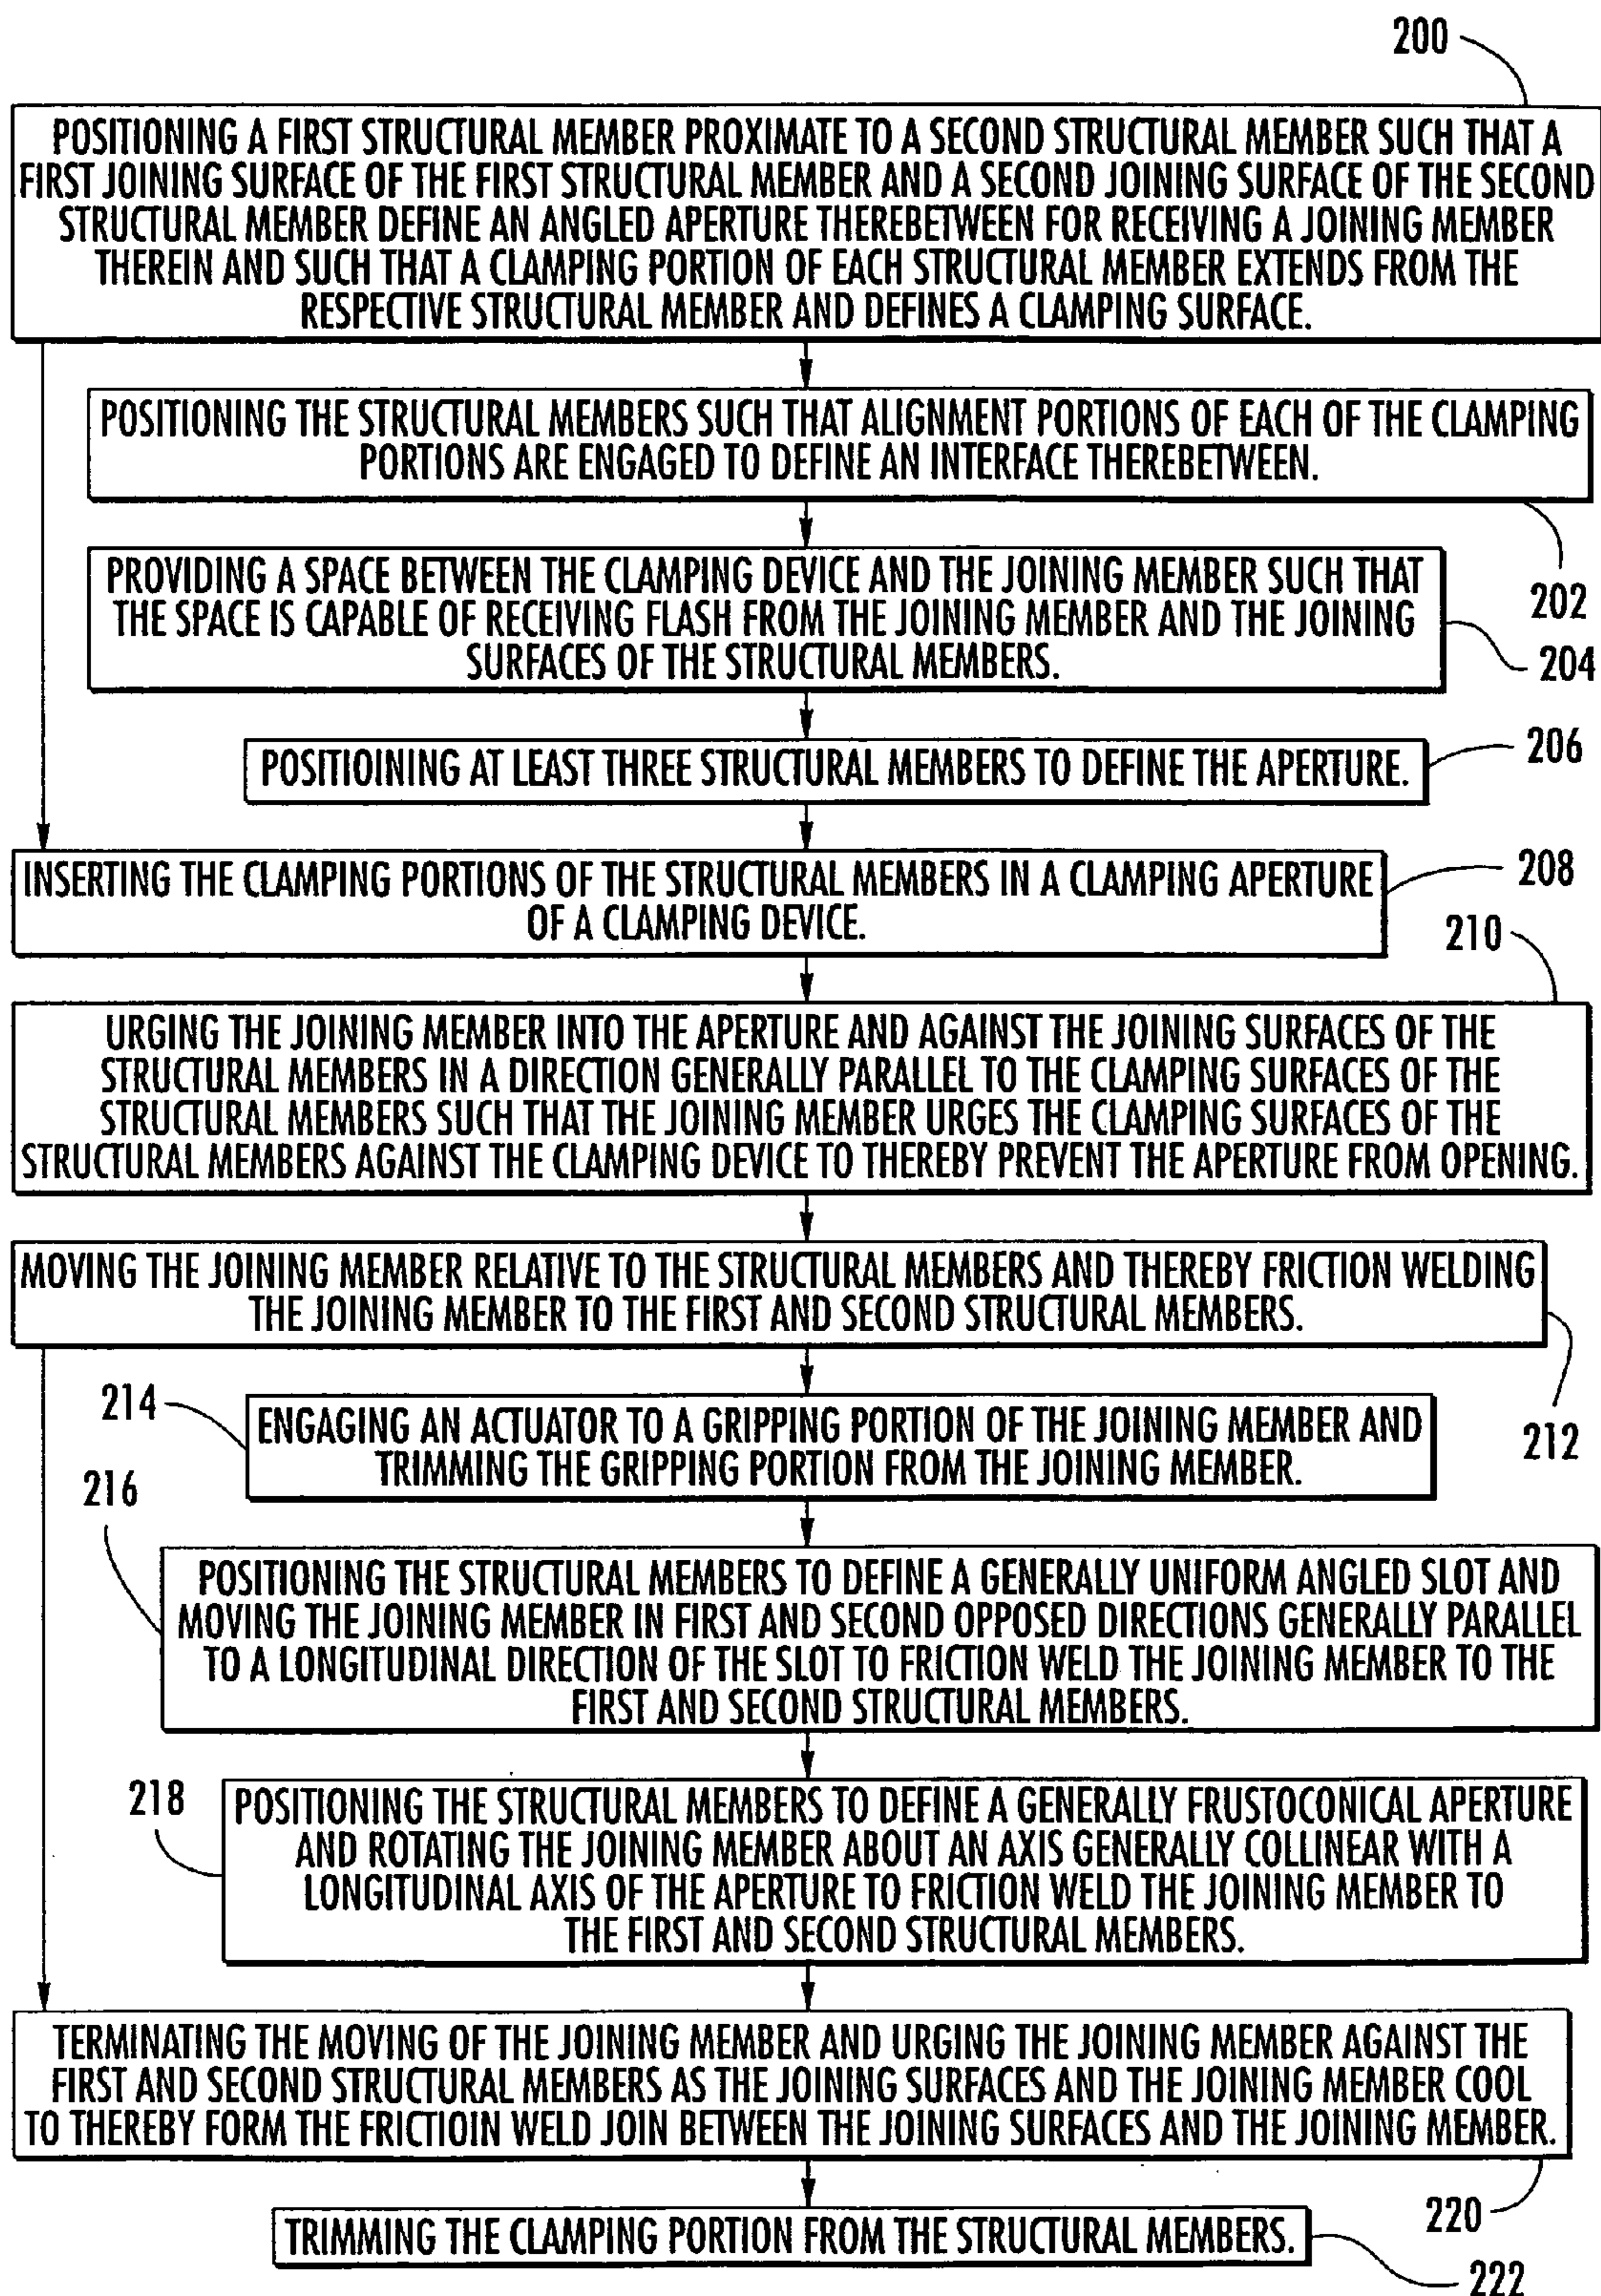 200
POSITIONING A FIRST STRUCTURAL MEMBER PROXIMATE TO A SECOND STRUCTURAL MEMBER SUCH THAT A
FIRST JOINING SURFACE OF THE FIRST STRUCTURAL MEMBER AND A SECOND JOINING SURFACE OF THE SECOND
STRUCTURAL MEMBER DEFINE AN ANGLED APERTURE THEREBETWEEN FOR RECEIVING A JOINING MEMBER
THEREIN AND SUCH THAT A CLAMPING PORTION OF EACH STRUCTURAL MEMBER EXTENDS FROM THE
RESPECTIVE STRUCTURAL MEMBER AND DEFINES A CLAMPING SURFACE.
POSITIONING THE STRUCTURAL MEMBERS SUCH THAT ALIGNMENT PORTIONS OF EACH OF THE CLAMPING
PORTIONS ARE ENGAGED TO DEFINE AN INTERFACE THEREBETWEEN.
202
PROVIDING A SPACE BETWEEN THE CLAMPING DEVICE AND THE JOINING MEMBER SUCH THAT
THE SPACE IS CAPABLE OF RECEIVING FLASH FROM THE JOINING MEMBER AND THE JOINING
SURFACES OF THE STRUCTURAL MEMBERS.
204
POSITIOINING AT LEAST THREE STRUCTURAL MEMBERS TO DEFINE THE APERTURE.
206
INSERTING THE CLAMPING PORTIONS OF THE STRUCTURAL MEMBERS IN A CLAMPING APERTURE
OF A CLAMPING DEVICE.
208
210
URGING THE JOINING MEMBER INTO THE APERTURE AND AGAINST THE JOINING SURFACES OF THE
STRUCTURAL MEMBERS IN A DIRECTION GENERALLY PARALLEL TO THE CLAMPING SURFACES OF THE
STRUCTURAL MEMBERS SUCH THAT THE JOINING MEMBER URGES THE CLAMPING SURFACES OF THE
STRUCTURAL MEMBERS AGAINST THE CLAMPING DEVICE TO THEREBY PREVENT THE APERTURE FROM OPENING.
MOVING THE JOINING MEMBER RELATIVE TO THE STRUCTURAL MEMBERS AND THEREBY FRICTION WELDING
THE JOINING MEMBER TO THE FIRST AND SECOND STRUCTURAL MEMBERS.
212
214
ENGAGING AN ACTUATOR TO A GRIPPING PORTION OF THE JOINING MEMBER AND
TRIMMING THE GRIPPING PORTION FROM THE JOINING MEMBER.
216
POSITIONING THE STRUCTURAL MEMBERS TO DEFINE A GENERALLY UNIFORM ANGLED SLOT AND
MOVING THE JOINING MEMBER IN FIRST AND SECOND OPPOSED DIRECTIONS GENERALLY PARALLEL
TO A LONGITUDINAL DIRECTION OF THE SLOT TO FRICTION WELD THE JOINING MEMBER TO THE
FIRST AND SECOND STRUCTURAL MEMBERS.
218
POSITIONING THE STRUCTURAL MEMBERS TO DEFINE A GENERALLY FRUSTOCONICAL APERTURE
AND ROTATING THE JOINING MEMBER ABOUT AN AXIS GENERALLY COLLINEAR WITH A
LONGITUDINAL AXIS OF THE APERTURE TO FRICTION WELD THE JOINING MEMBER TO
THE FIRST AND SECOND STRUCTURAL MEMBERS.
TERMINATING THE MOVING OF THE JOINING MEMBER AND URGING THE JOINING MEMBER AGAINST THE
FIRST AND SECOND STRUCTURAL MEMBERS AS THE JOINING SURFACES AND THE JOINING MEMBER COOL
TO THEREBY FORM THE FRICTIOIN WELD JOIN BETWEEN THE JOINING SURFACES AND THE JOINING MEMBER.
220
TRIMMING THE CLAMPING PORTION FROM THE STRUCTURAL MEMBERS.
222